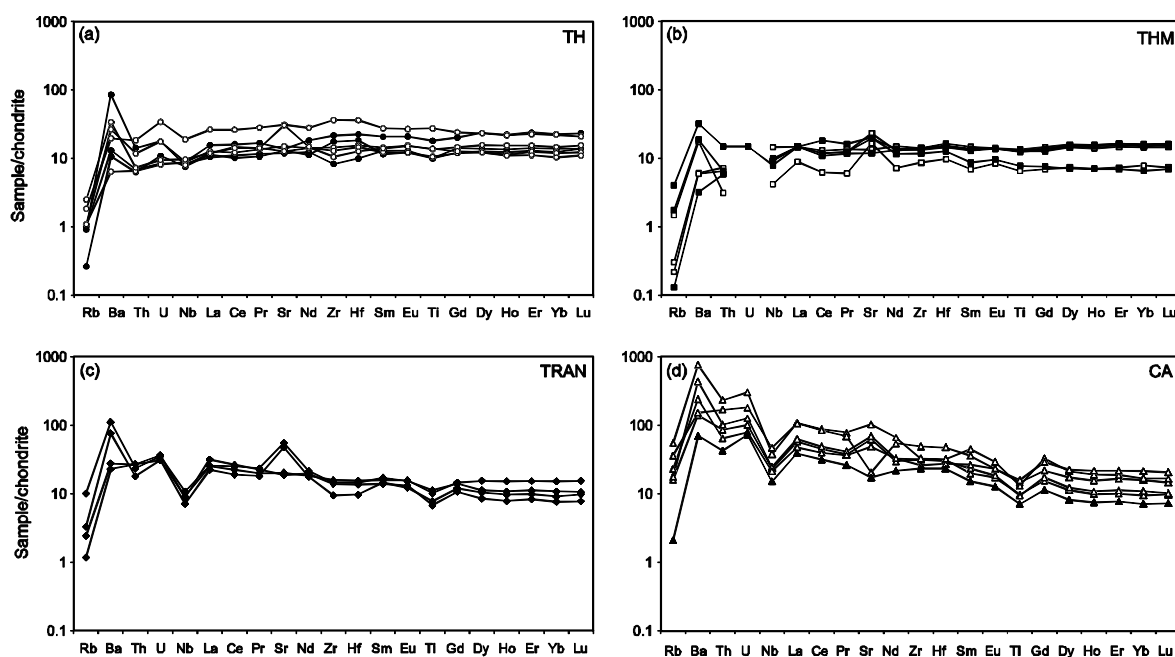 (a)
TH
1000
100
10
1
0.1
Sample/chondrite
Rb Ba Th U Nb La Ce Pr Sr Nd Zr Hf Sm Eu Ti Gd Dy Ho Er Yb Lu
(b)
THM
1000
100
10
1
0.1
Rb Ba Th U Nb La Ce Pr Sr Nd Zr Hf Sm Eu Ti Gd Dy Ho Er Yb Lu
(c)
TRAN
1000
100
10
1
0.1
Sample/chondrite
Rb Ba Th U Nb La Ce Pr Sr Nd Zr Hf Sm Eu Ti Gd Dy Ho Er Yb Lu
(d)
CA
1000
100
10
1
0.1
Rb Ba Th U Nb La Ce Pr Sr Nd Zr Hf Sm Eu Ti Gd Dy Ho Er Yb Lu